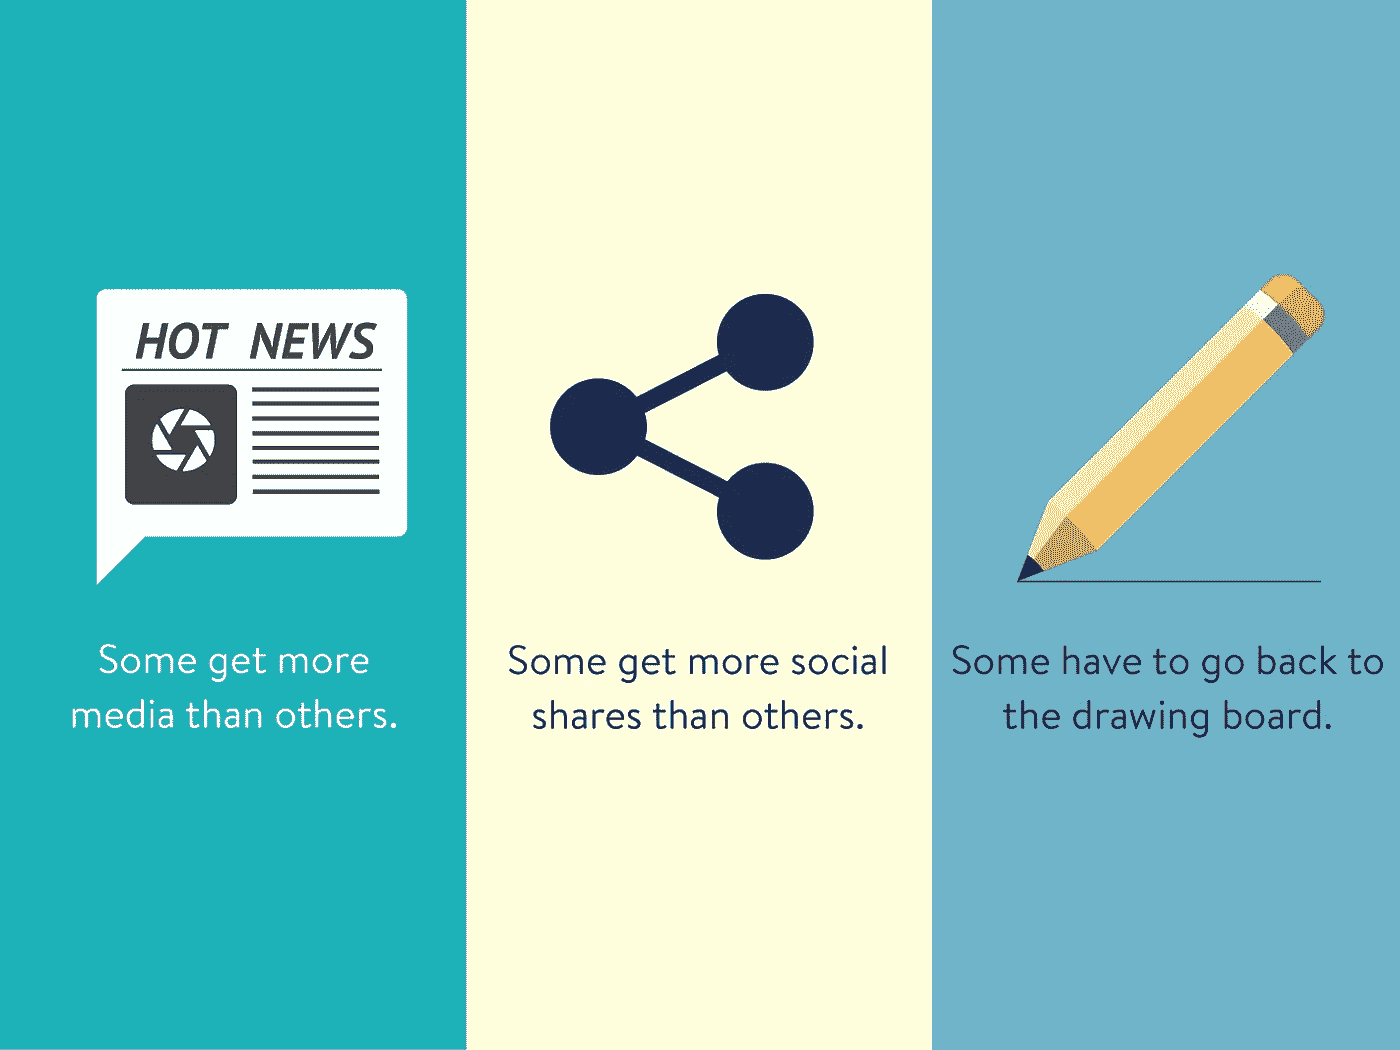 HOT NEWS
Some get more
media than others.
Some get more social
shares than others.
Some have to go back to
the drawing board.